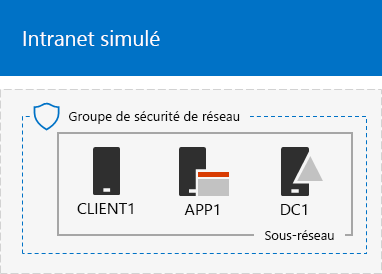 Intranet simulé
Groupe de sécurité de réseau
CLIENT1 APP1 DC1
Sous-réseau